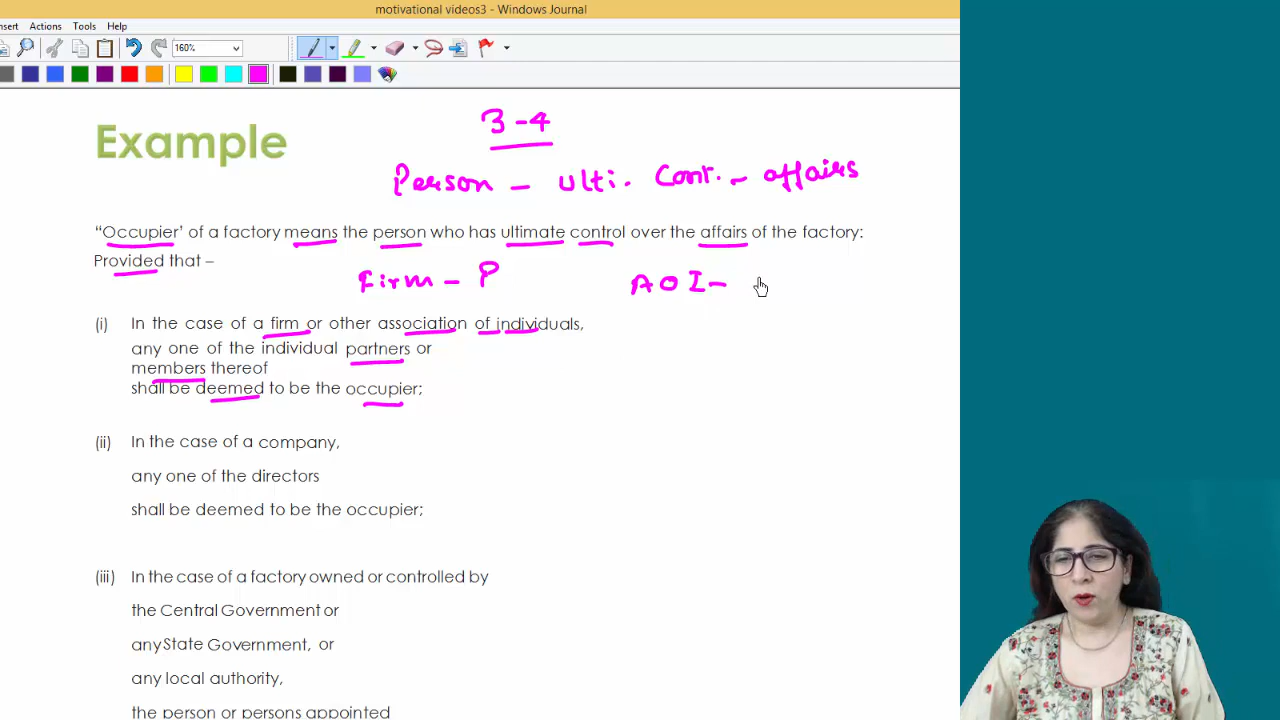 motivational videos3 - Windows Journal
nsert Actions Tools Help
160%
3-4
Example
Person - ulti. Cont. - affairs
“Occupier’ of a factory means the person who has ultimate control over the affairs of the factory:
Provided that –
Firm - P AOI-
(i) In the case of a firm or other association of individuals,
any one of the individual partners or
members thereof
shall be deemed to be the occupier;
(ii) In the case of a company,
any one of the directors
shall be deemed to be the occupier;
(iii) In the case of a factory owned or controlled by
the Central Government or
any State Government, or
any local authority,
the person or persons appointed